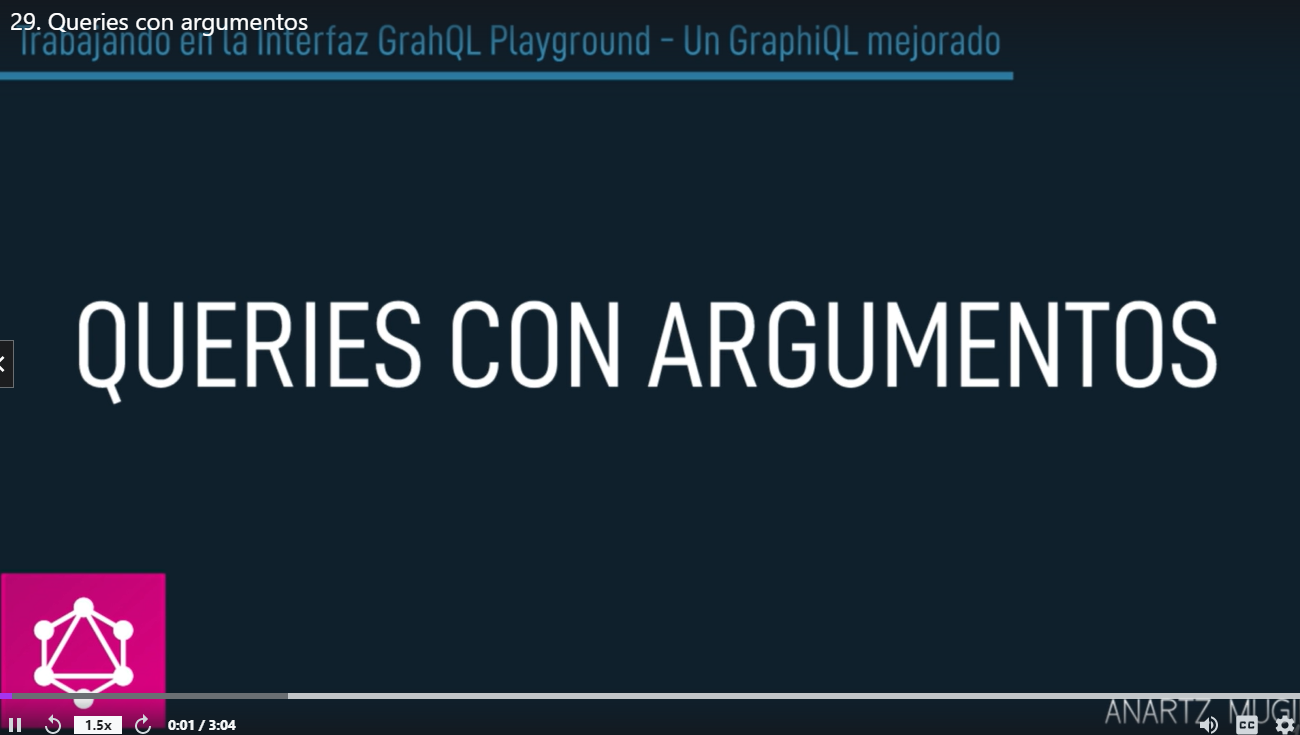 29. Queries con argumentos
Trabajando en la Interfaz GrahQL Playground - Un GraphiQL mejorado
QUERIES CON ARGUMENTOS
ANARTZ
1.5x
0:01 / 3:04
CC